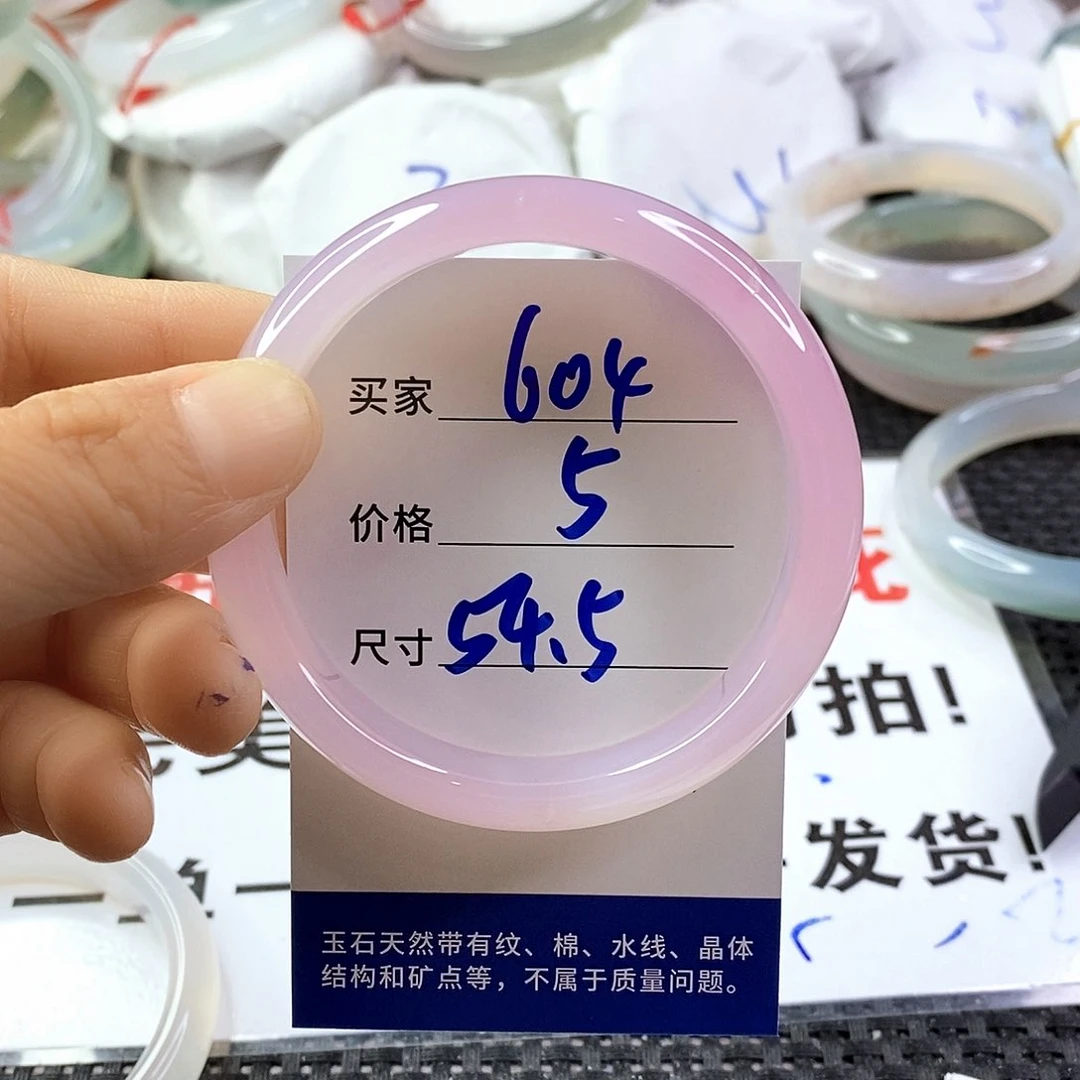 买家 604
价格 5
尺寸 54.5
拍!
发货!
玉石天然带有纹、棉、水线、晶体
结构和矿点等，不属于质量问题。